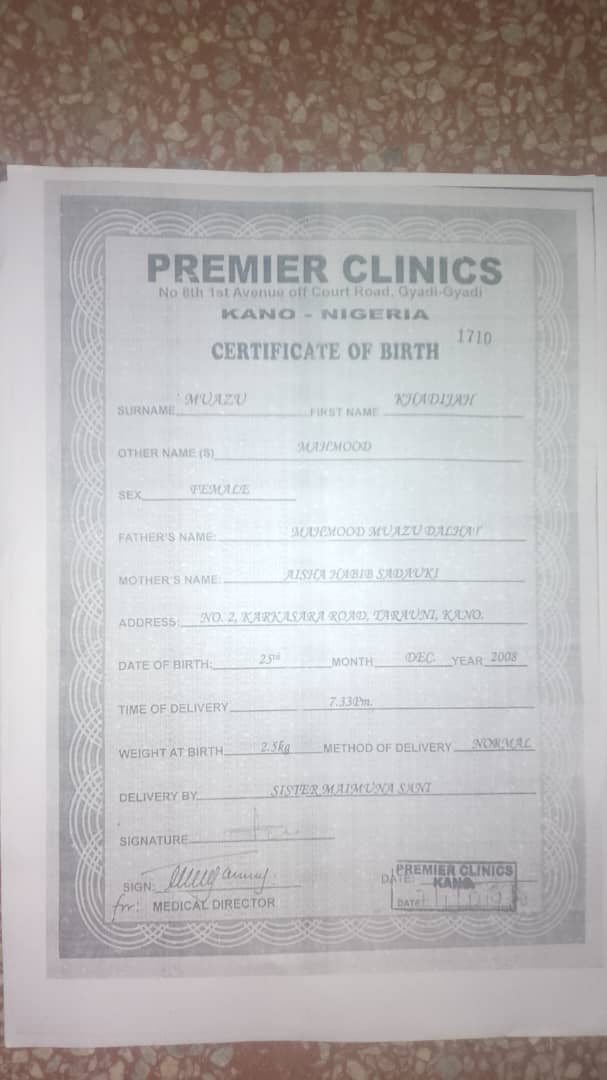 PREMIER CLINICS
No 8th 1st Avenue off Court Road, Gyadi-Gyadi
KANO - NIGERIA
1710
CERTIFICATE OF BIRTH
SURNAME MUAZU FIRST NAME KHADIJAH
OTHER NAME (S) MAHMOOD
SEX FEMALE
FATHER'S NAME: MAHMOOD MUAZU DALHAT
MOTHER'S NAME: AISHA HABIB SADAUKI
ADDRESS: NO. 2, KARKASARA ROAD, TARAUNI, KANO.
DATE OF BIRTH: 25th MONTH DEC. YEAR 2008
TIME OF DELIVERY 7.33Pm.
WEIGHT AT BIRTH 2.5kg METHOD OF DELIVERY NORMAL
DELIVERY BY SISTER MAIMUNA SANI
SIGNATURE
SIGN:
for: MEDICAL DIRECTOR
DATE:
PREMIER CLINICS
KANO
DATE